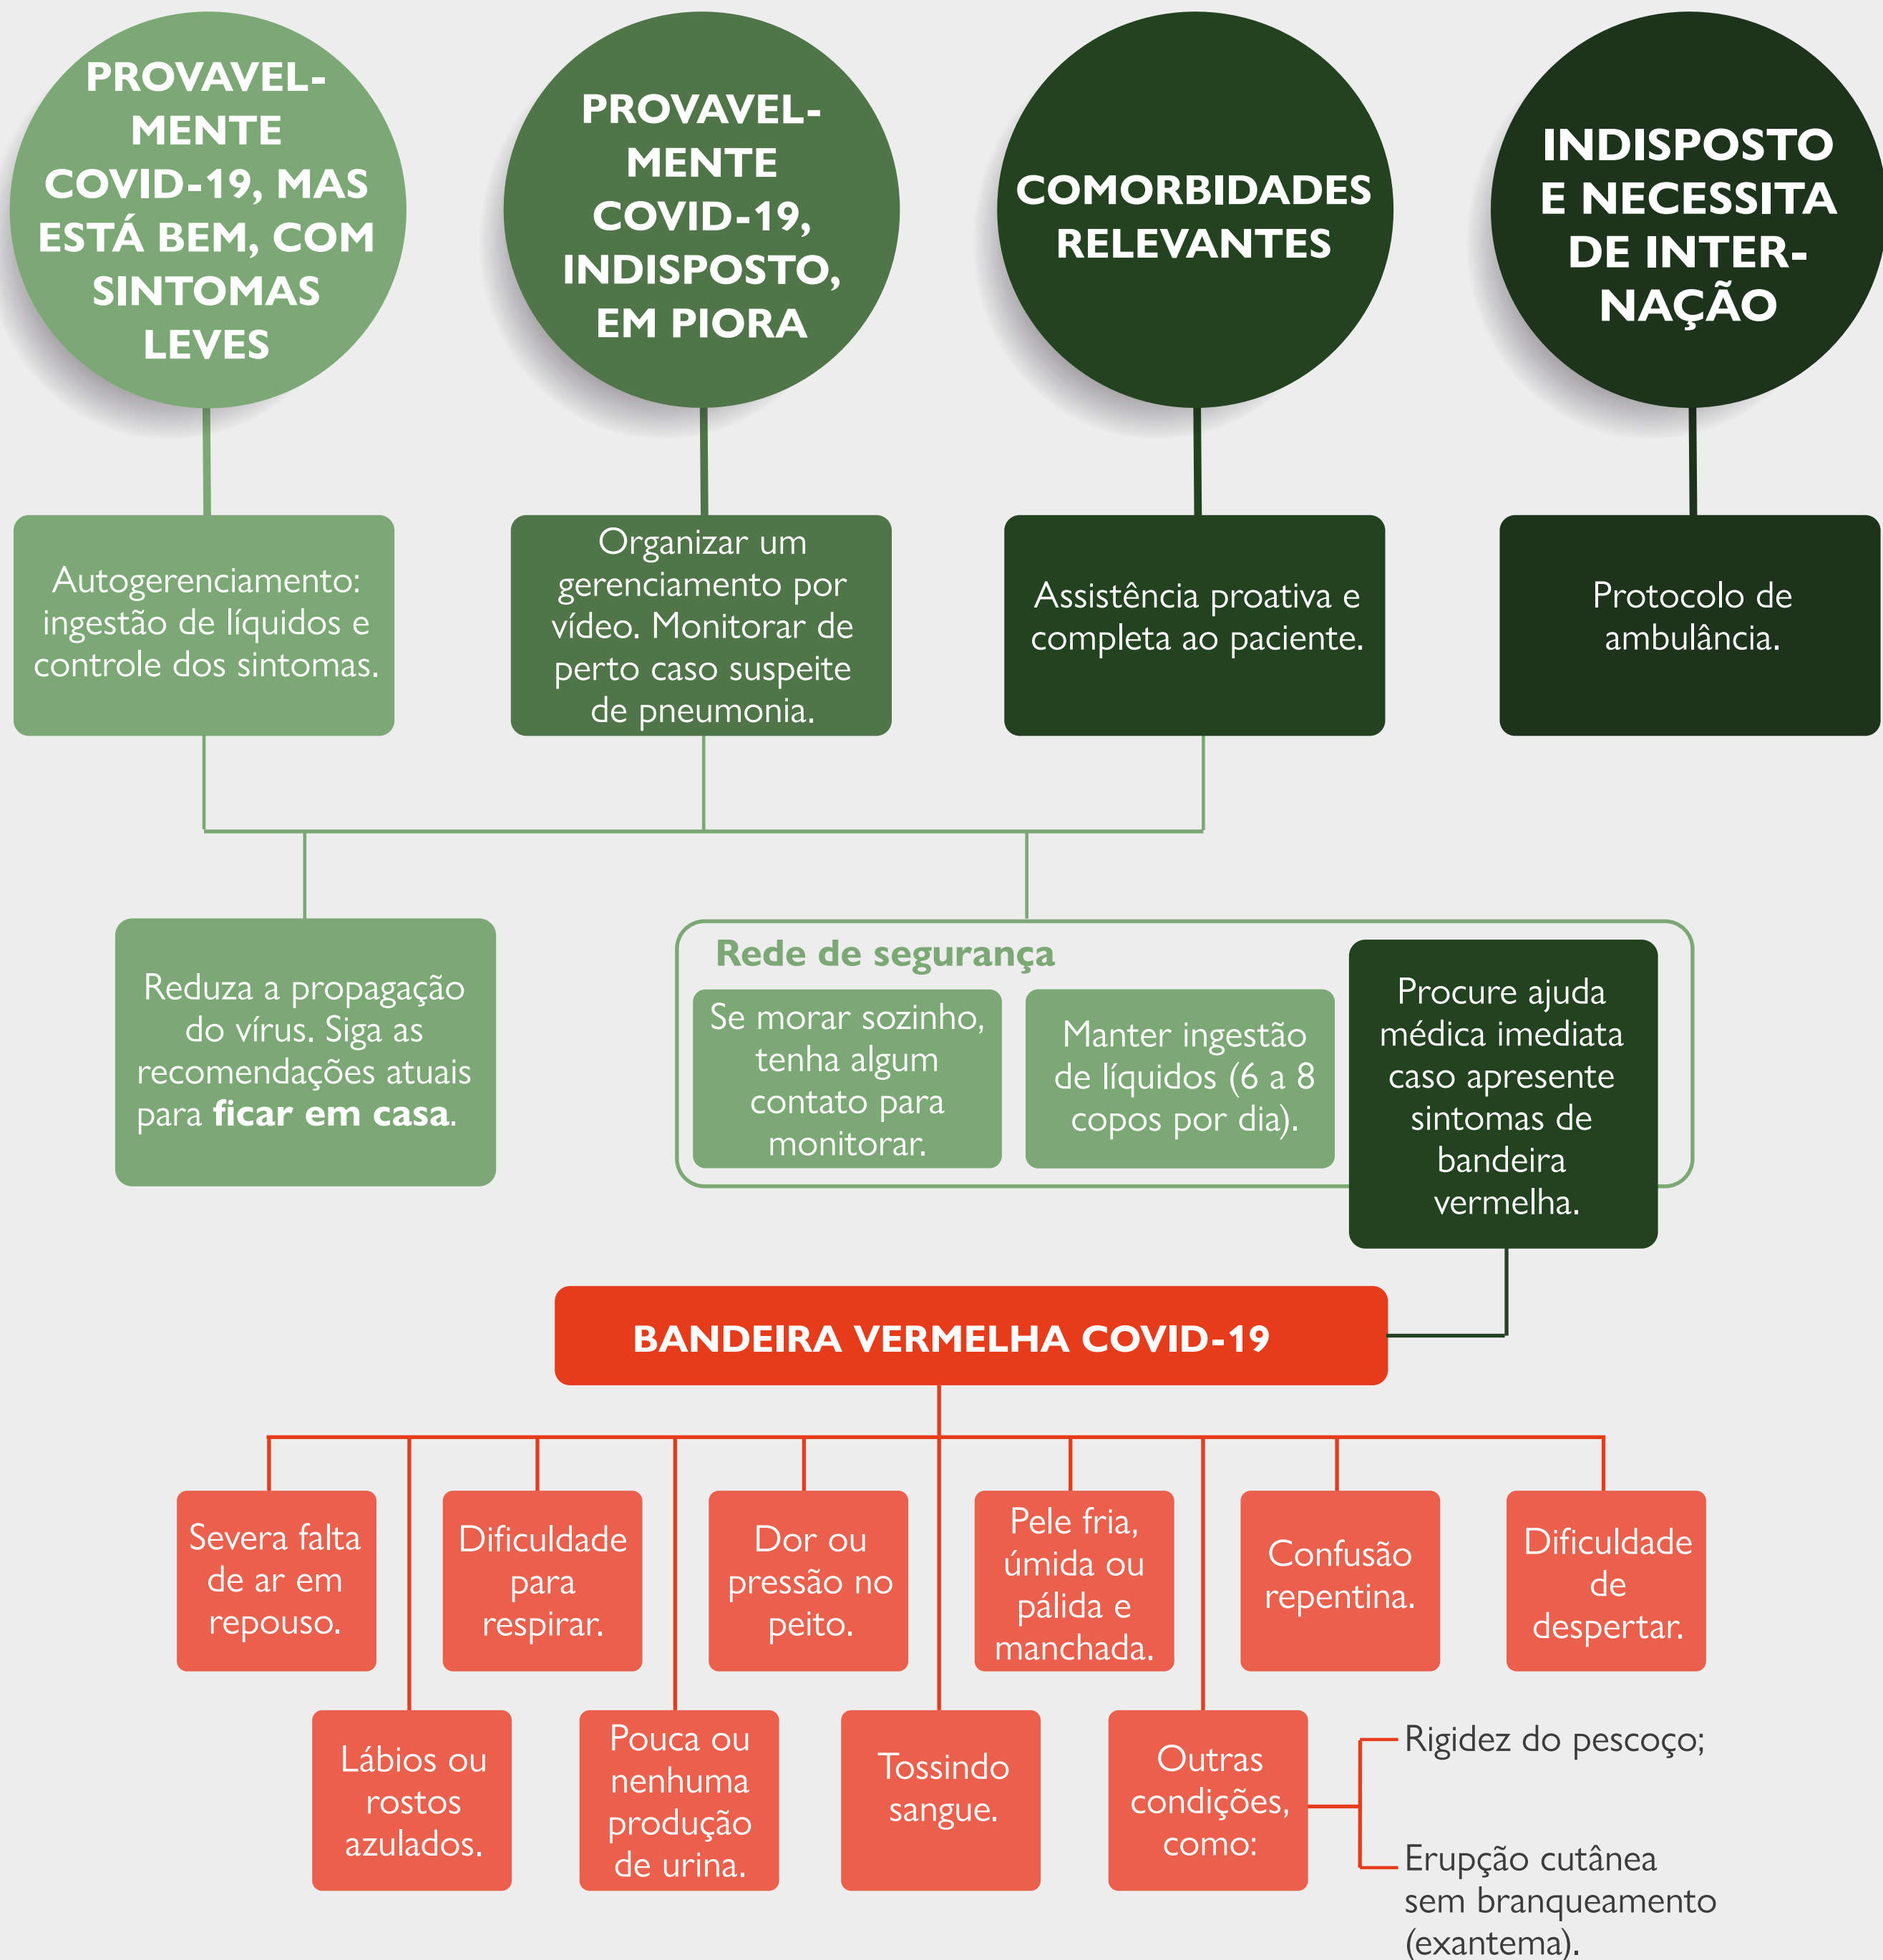 PROVAVEL-
MENTE
COVID-19, MAS
ESTÁ BEM, COM
SINTOMAS
LEVES
PROVAVEL-
MENTE
COVID-19,
INDISPOSTO,
EM PIORA
COMORBIDADES
RELEVANTES
INDISPOSTO
E NECESSITA
DE INTER-
NAÇÃO
Autogerenciamento:
ingestão de líquidos e
controle dos sintomas.
Organizar um
gerenciamento por
vídeo. Monitorar de
perto caso suspeite
de pneumonia.
Assistência proativa e
completa ao paciente.
Protocolo de
ambulância.
Reduza a propagação
do vírus. Siga as
recomendações atuais
para ficar em casa.
Rede de segurança
Se morar sozinho,
tenha algum
contato para
monitorar.
Manter ingestão
de líquidos (6 a 8
copos por dia).
Procure ajuda
médica imediata
caso apresente
sintomas de
bandeira
vermelha.
BANDEIRA VERMELHA COVID-19
Severa falta
de ar em
repouso.
Dificuldade
para
respirar.
Dor ou
pressão no
peito.
Pele fria,
úmida ou
pálida e
manchada.
Confusão
repentina.
Dificuldade
de
despertar.
Lábios ou
rostos
azulados.
Pouca ou
nenhuma
produção
de urina.
Tossindo
sangue.
Outras
condições,
como:
Rigidez do pescoço;
Erupção cutânea
sem branqueamento
(exantema).